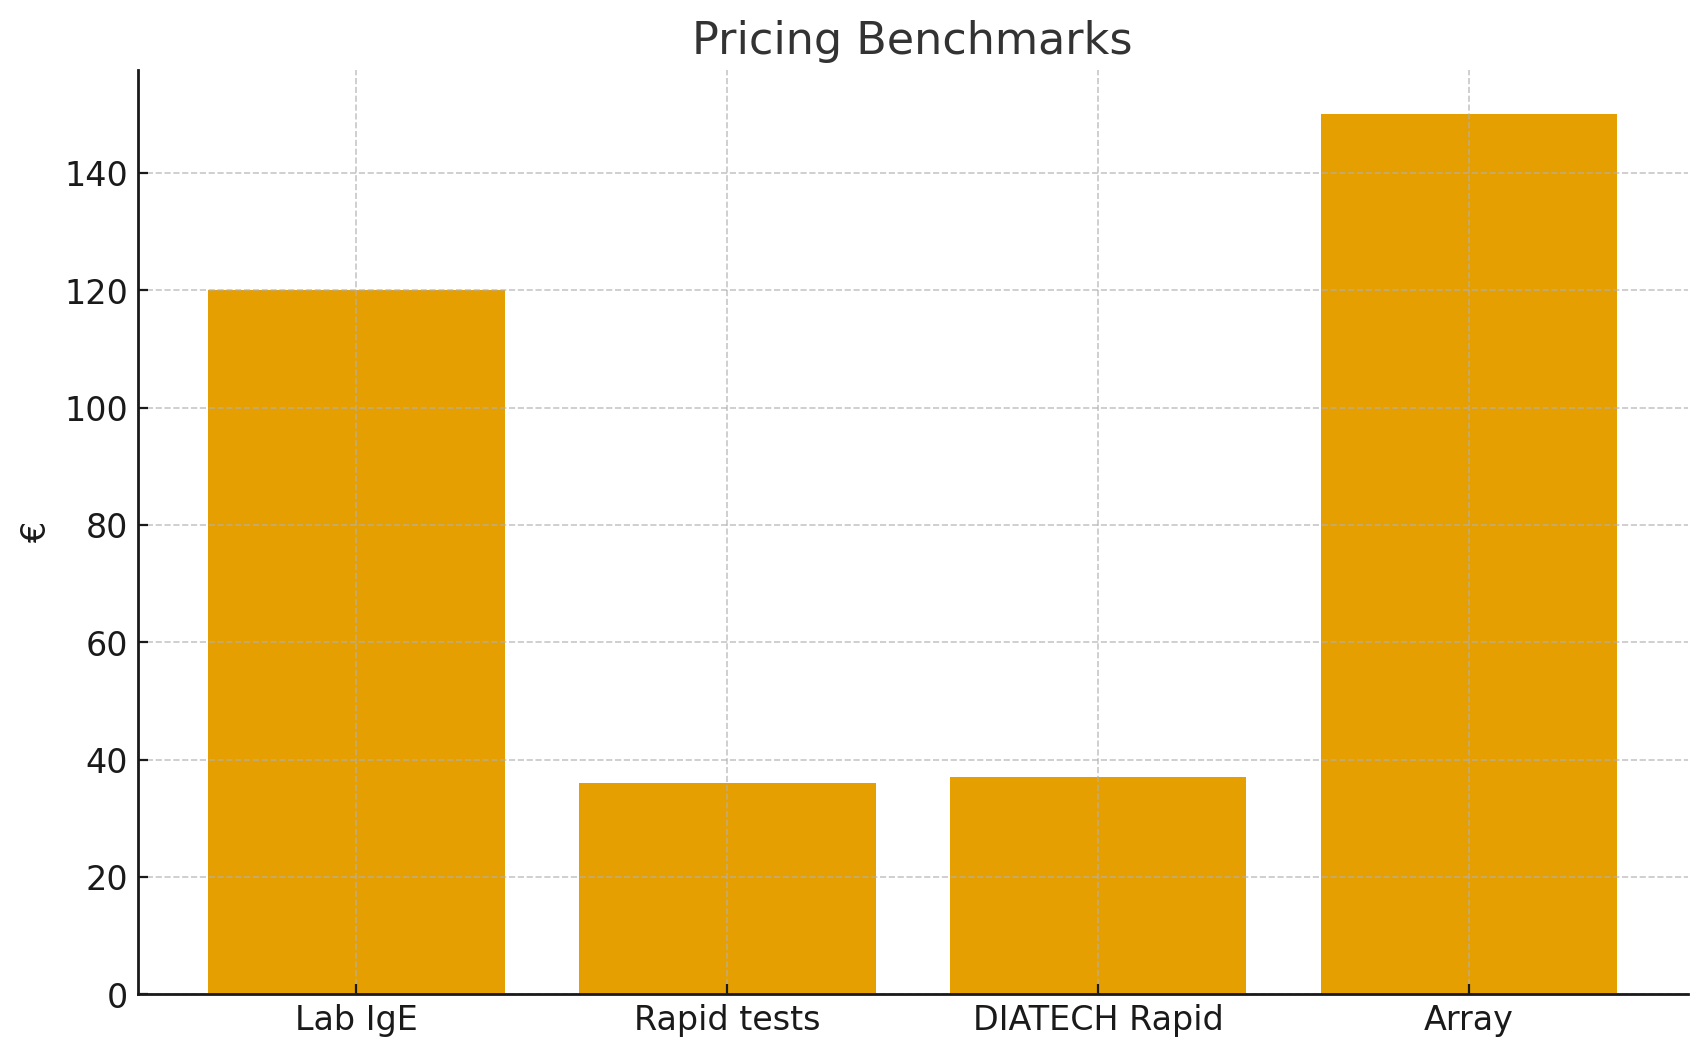 Pricing Benchmarks
€
140
120
100
80
60
40
20
0
Lab IgE
Rapid tests
DIATECH Rapid
Array